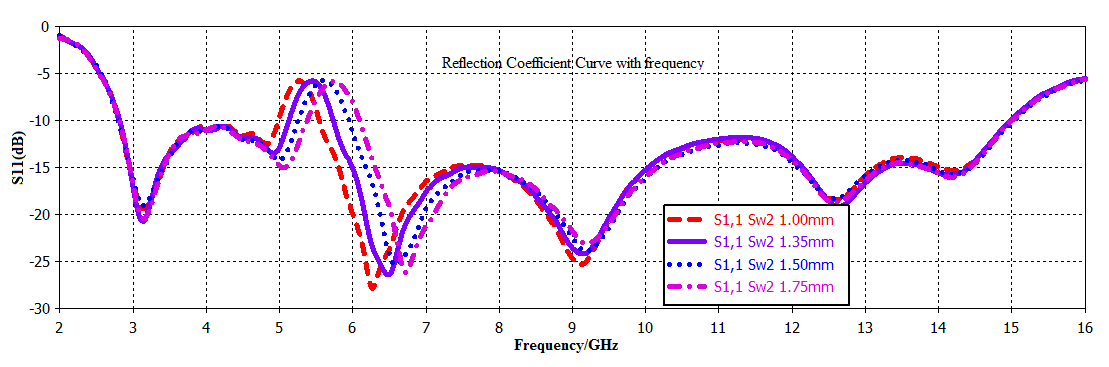 Reflection Coefficient Curve with frequency
S11(dB)
0
-5
-10
-15
-20
-25
-30
S1,1 Sw2 1.00mm
S1,1 Sw2 1.35mm
S1,1 Sw2 1.50mm
S1,1 Sw2 1.75mm
2 3 4 5 6 7 8 9 10 11 12 13 14 15 16
Frequency/GHz